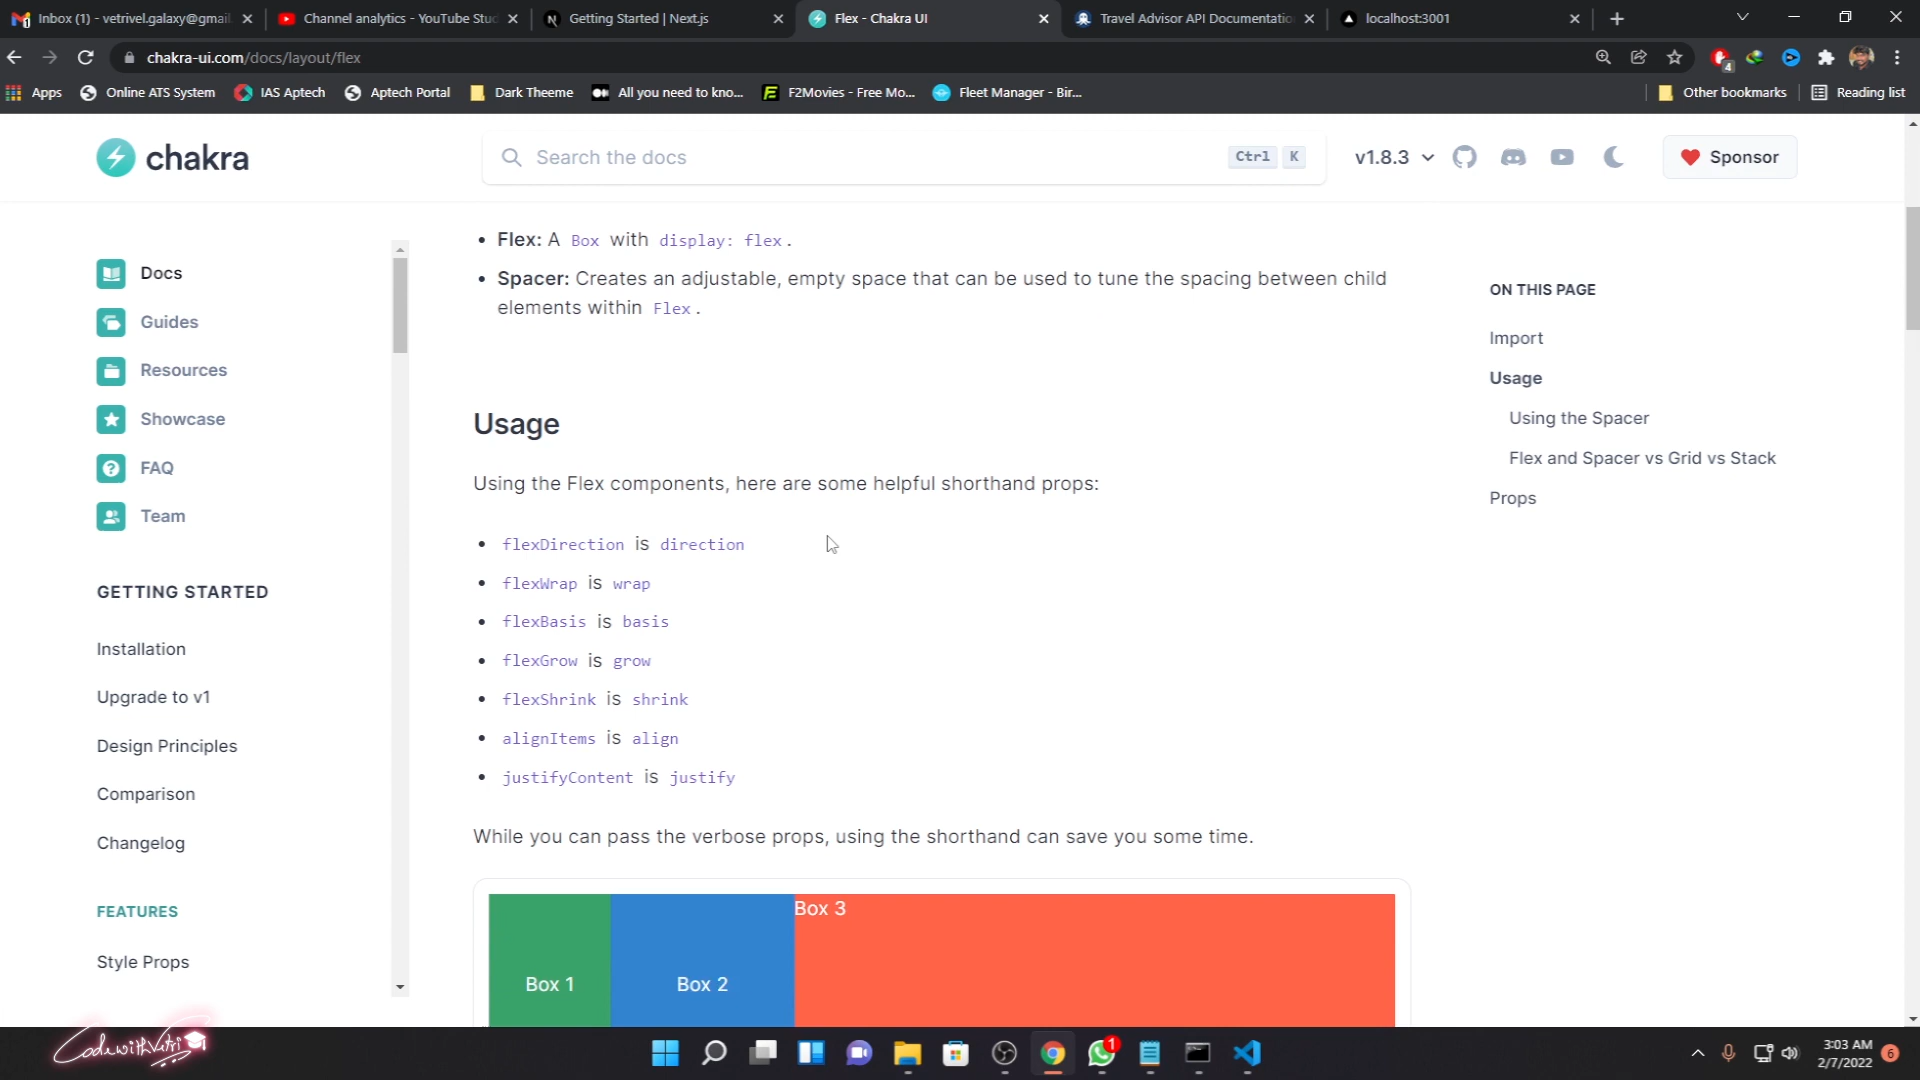 Inbox (1) - vetrivel.galaxy@gmail.
Channel analytics - YouTube Stud
Getting Started | Next.js
Flex - Chakra UI
Travel Advisor API Documentatio
localhost:3001
chakra-ui.com/docs/layout/flex
4
Apps
Online ATS System
IAS Aptech
Aptech Portal
Dark Theeme
All you need to kno...
F2Movies - Free Mo...
Fleet Manager - Bir...
Other bookmarks
Reading list
chakra
Search the docs
Ctrl K
v1.8.3
Sponsor
Docs
Guides
Resources
Showcase
FAQ
Team
GETTING STARTED
Installation
Upgrade to v1
Design Principles
Comparison
Changelog
FEATURES
Style Props
• Flex: A Box with display: flex.
• Spacer: Creates an adjustable, empty space that can be used to tune the spacing between child
elements within Flex.
Usage
Using the Flex components, here are some helpful shorthand props:
• flexDirection is direction
• flexWrap is wrap
• flexBasis is basis
• flexGrow is grow
• flexShrink is shrink
• alignItems is align
• justifyContent is justify
While you can pass the verbose props, using the shorthand can save you some time.
Box 1
Box 2
Box 3
ON THIS PAGE
Import
Usage
Using the Spacer
Flex and Spacer vs Grid vs Stack
Props
CodewithVetri
1
3:03 AM
2/7/2022
6